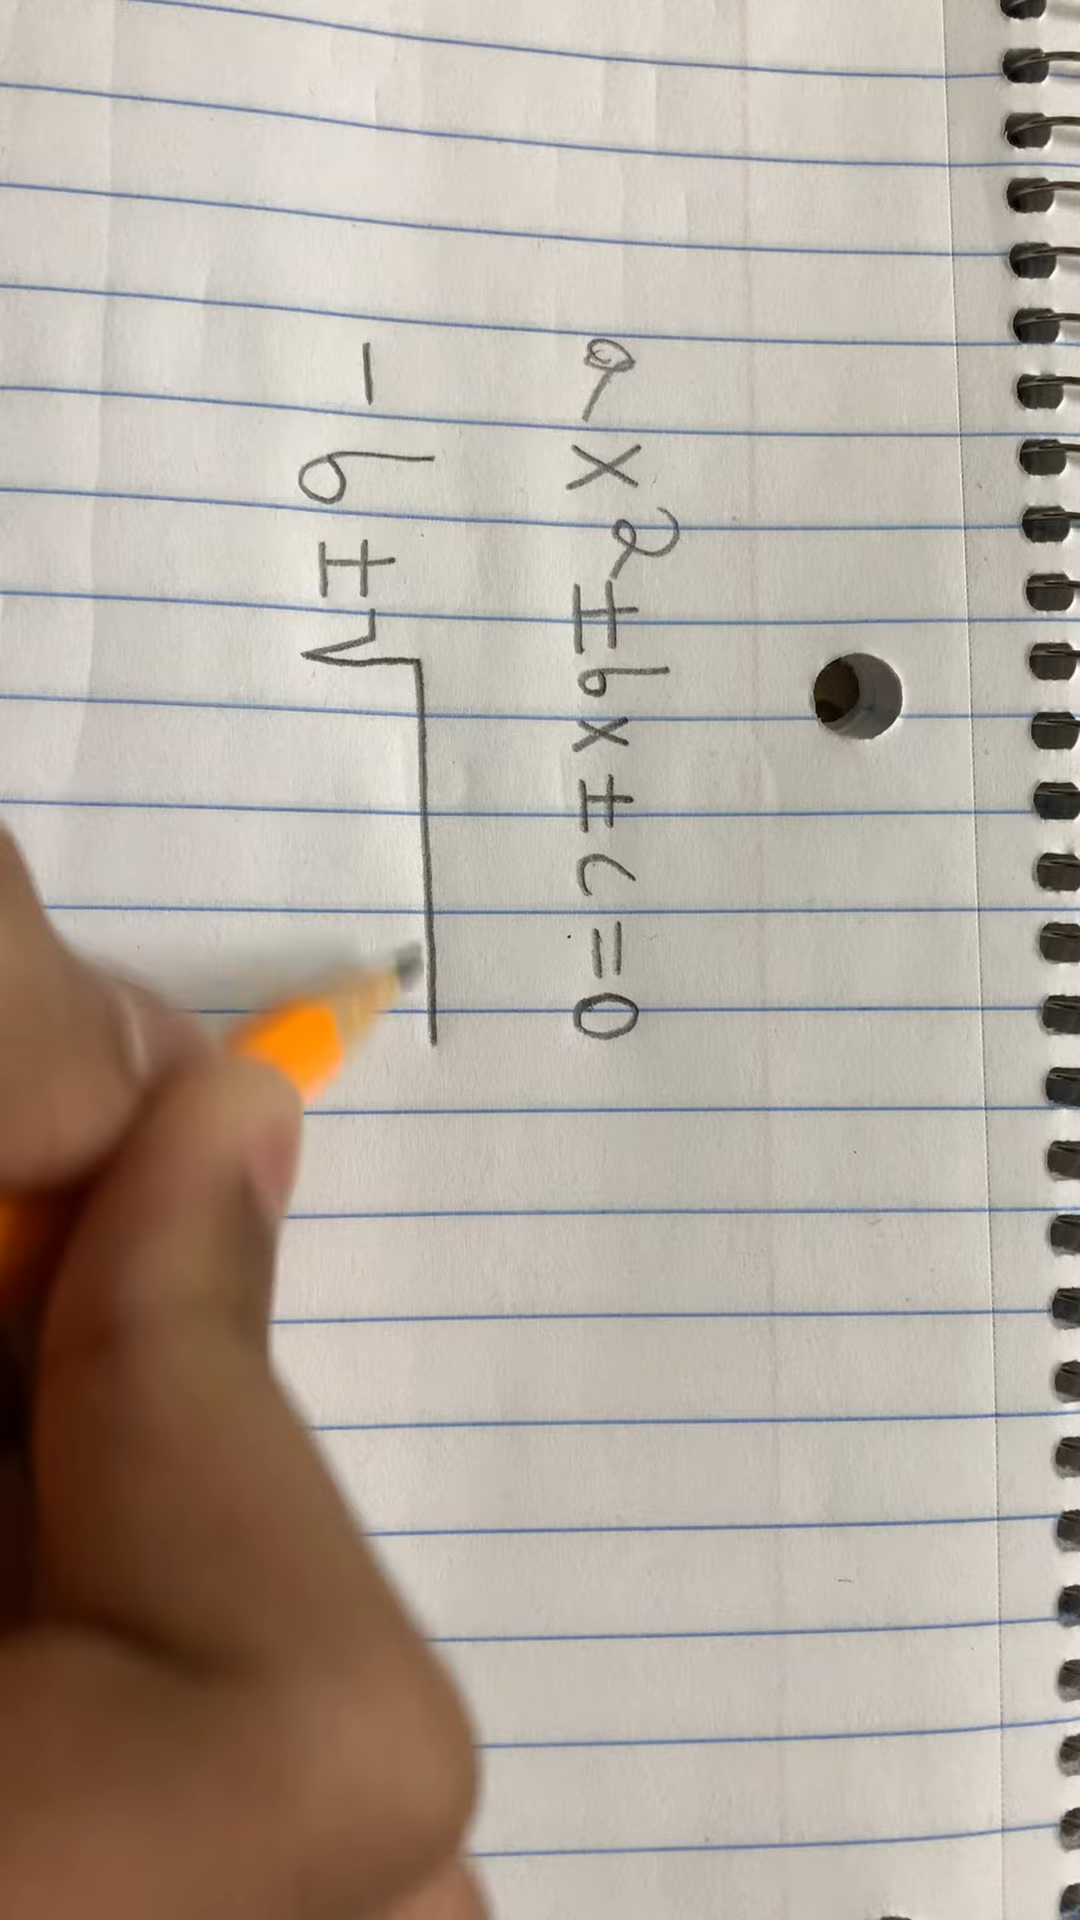 ax² ± bx ± c = 0
- b ± √